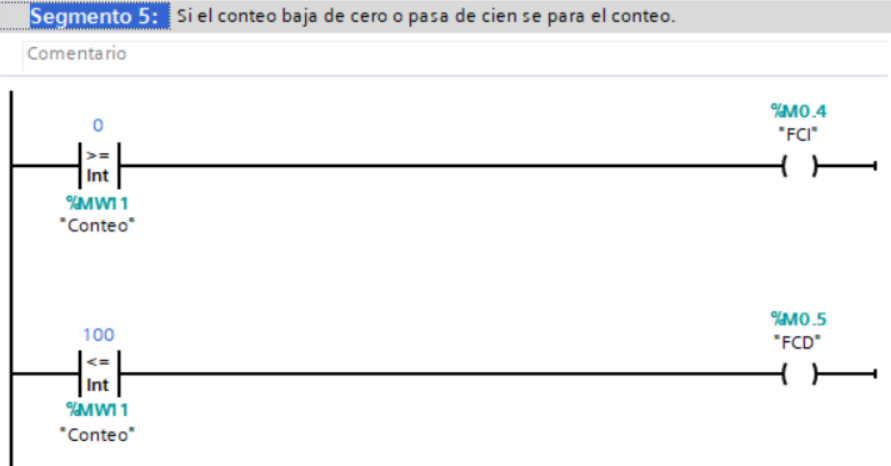 Segmento 5: Si el conteo baja de cero o pasa de cien se para el conteo.
Comentario
%M0.4
"FCI"
0
>=
Int
%MW11
"Conteo"
%M0.5
"FCD"
100
<=
Int
%MW11
"Conteo"